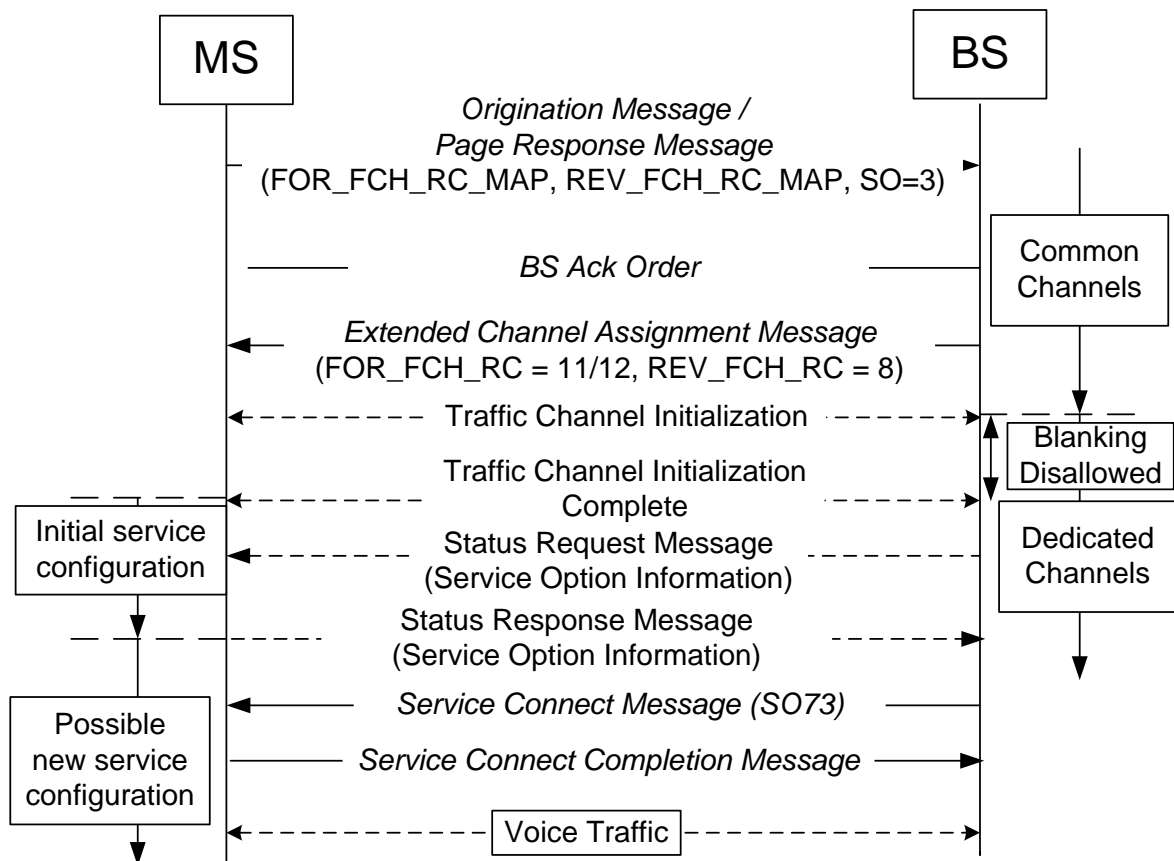 MS
BS
Origination Message /
Page Response Message
(FOR_FCH_RC_MAP, REV_FCH_RC_MAP, SO=3)
Common
Channels
BS Ack Order
Extended Channel Assignment Message
(FOR_FCH_RC = 11/12, REV_FCH_RC = 8)
Traffic Channel Initialization
Blanking
Disallowed
Traffic Channel Initialization
Complete
Initial service
configuration
Status Request Message
(Service Option Information)
Dedicated
Channels
Status Response Message
(Service Option Information)
Service Connect Message (SO73)
Possible
new service
configuration
Service Connect Completion Message
Voice Traffic